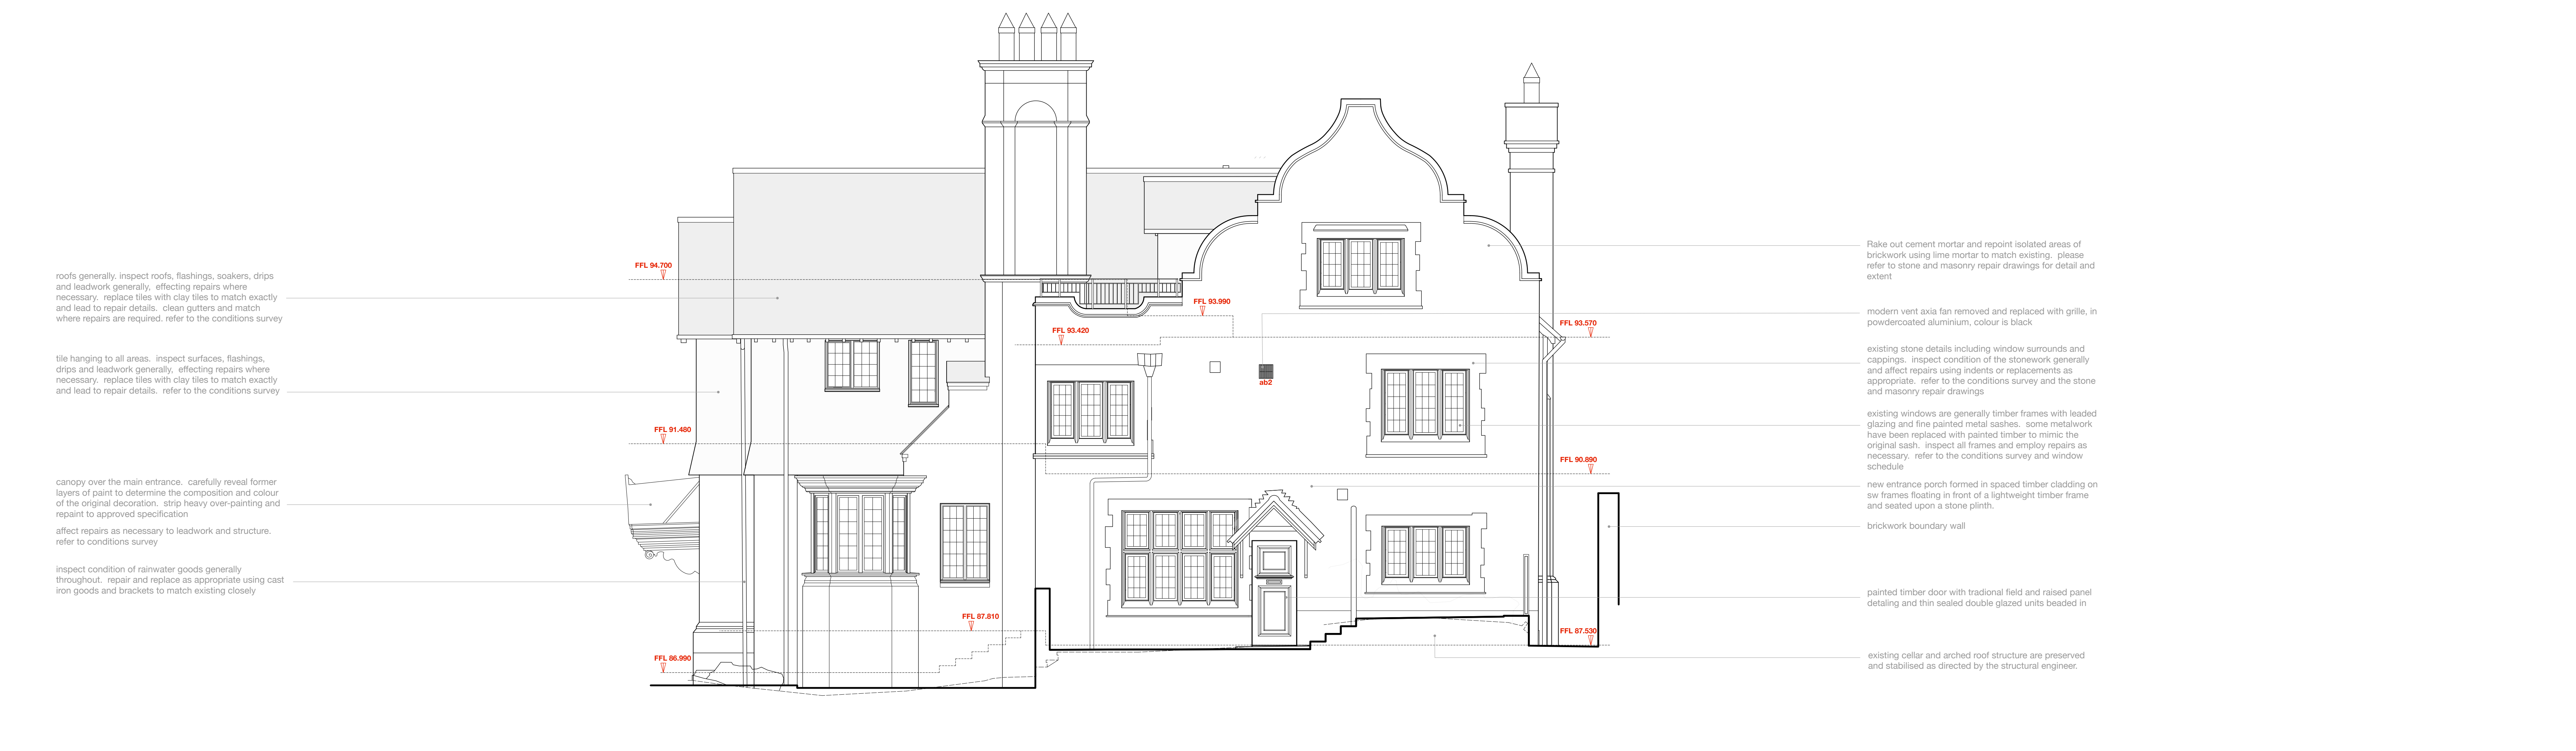 roofs generally. inspect roofs, flashings, soakers, drips
and leadwork generally, effecting repairs where
necessary. replace tiles with clay tiles to match exactly
and lead to repair details. clean gutters and match
where repairs are required. refer to the conditions survey
tile hanging to all areas. inspect surfaces, flashings,
drips and leadwork generally, effecting repairs where
necessary. replace tiles with clay tiles to match exactly
and lead to repair details. refer to the conditions survey
canopy over the main entrance. carefully reveal former
layers of paint to determine the composition and colour
of the original decoration. strip heavy over-painting and
repaint to approved specification
affect repairs as necessary to leadwork and structure.
refer to conditions survey
inspect condition of rainwater goods generally
throughout. repair and replace as appropriate using cast
iron goods and brackets to match existing closely
FFL 94.700
FFL 91.480
FFL 86.990
FFL 87.810
FFL 93.420
FFL 93.990
ab2
FFL 93.570
FFL 90.890
FFL 87.530
Rake out cement mortar and repoint isolated areas of
brickwork using lime mortar to match existing. please
refer to stone and masonry repair drawings for detail and
extent
modern vent axia fan removed and replaced with grille, in
powdercoated aluminium, colour is black
existing stone details including window surrounds and
cappings. inspect condition of the stonework generally
and affect repairs using indents or replacements as
appropriate. refer to the conditions survey and the stone
and masonry repair drawings
existing windows are generally timber frames with leaded
glazing and fine painted metal sashes. some metalwork
have been replaced with painted timber to mimic the
original sash. inspect all frames and employ repairs as
necessary. refer to the conditions survey and window
schedule
new entrance porch formed in spaced timber cladding on
sw frames floating in front of a lightweight timber frame
and seated upon a stone plinth.
brickwork boundary wall
painted timber door with tradional field and raised panel
detaling and thin sealed double glazed units beaded in
existing cellar and arched roof structure are preserved
and stabilised as directed by the structural engineer.